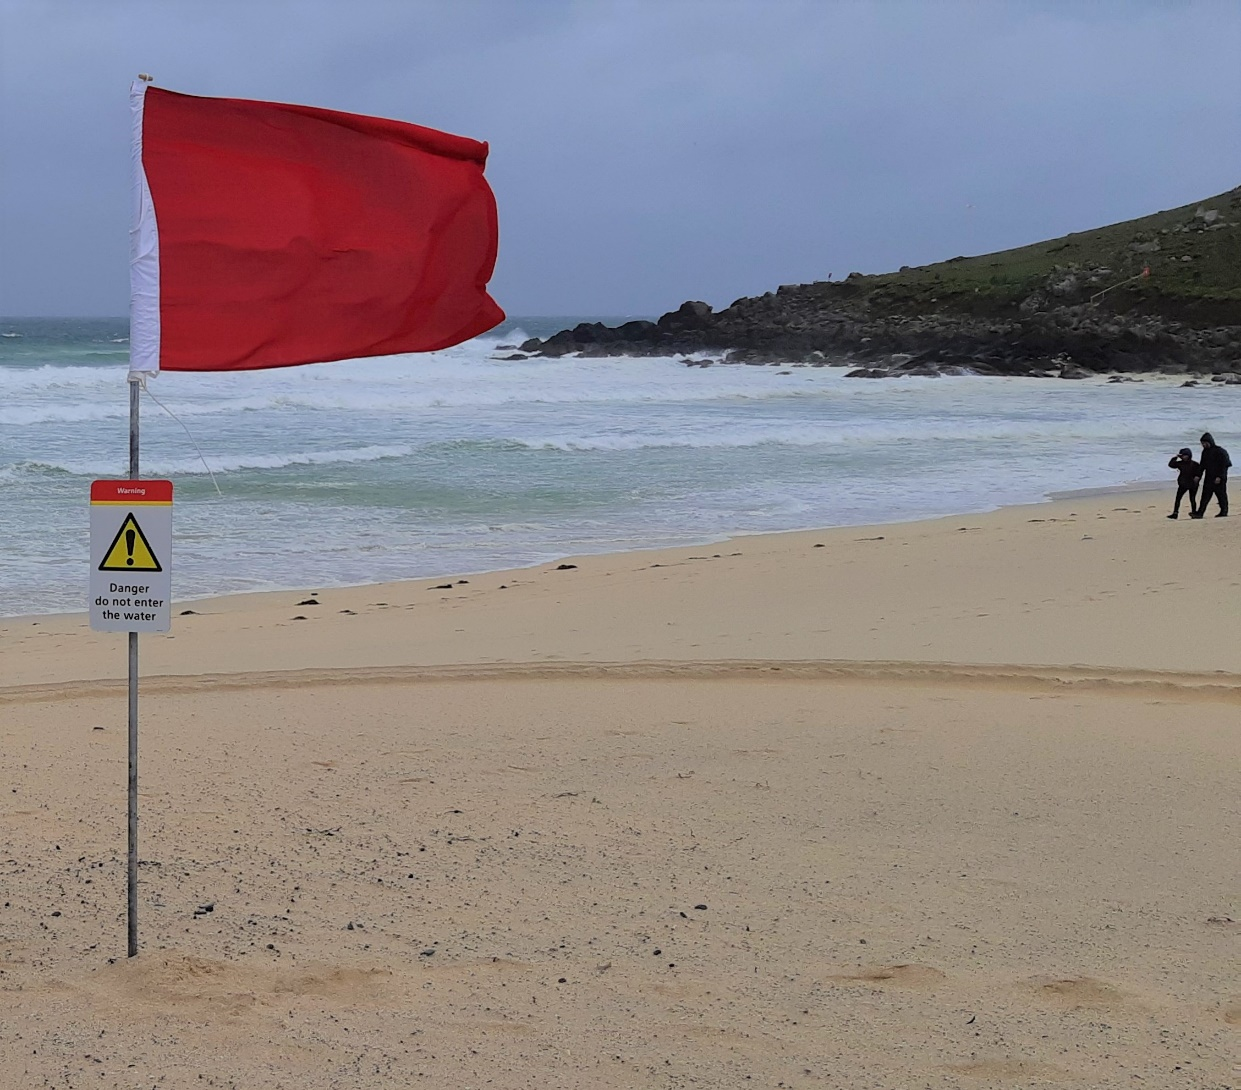 Warning
Danger
do not enter
the water